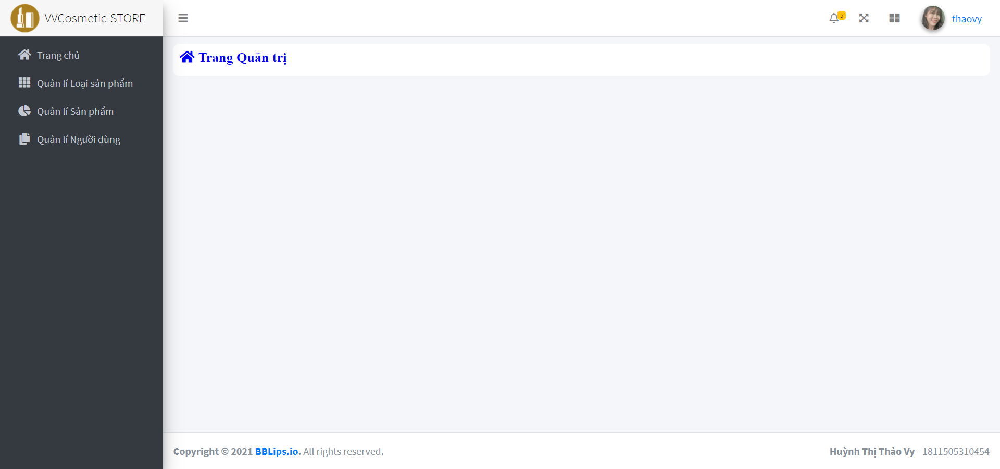 VVCosmetic-STORE
5
thaovy
Trang chủ
Quản lí Loại sản phẩm
Quản lí Sản phẩm
Quản lí Người dùng
Trang Quản trị
Copyright © 2021 BBLips.io. All rights reserved.
Huỳnh Thị Thảo Vy - 1811505310454